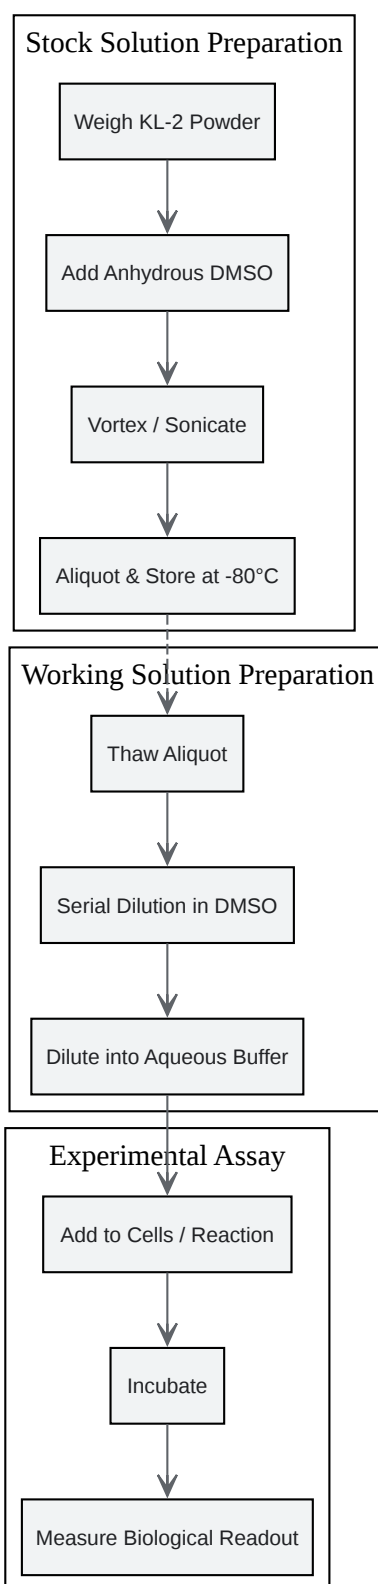 Stock Solution Preparation
Weigh KL-2 Powder
Add Anhydrous DMSO
Vortex / Sonicate
Aliquot & Store at -80°C
Working Solution Preparation
Thaw Aliquot
Serial Dilution in DMSO
Dilute into Aqueous Buffer
Experimental Assay
Add to Cells / Reaction
Incubate
Measure Biological Readout